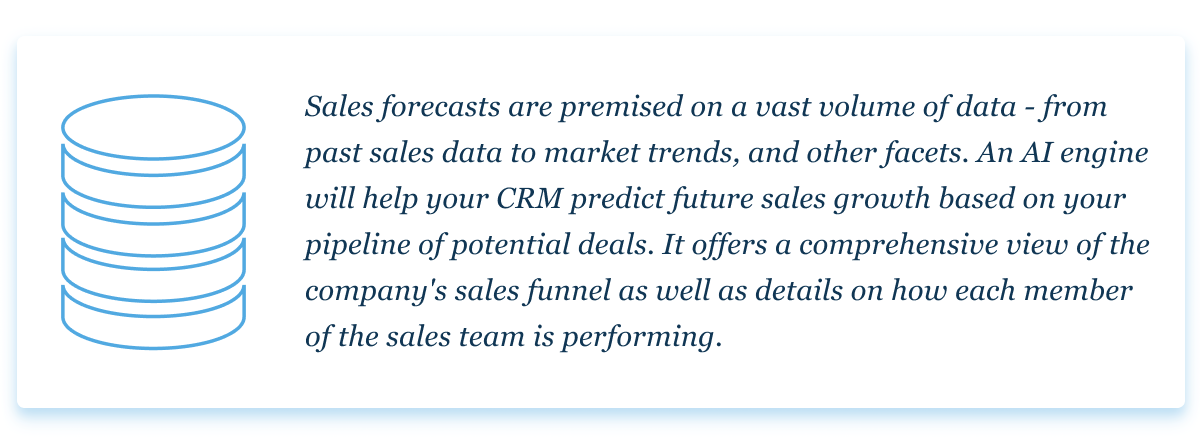 Sales forecasts are premised on a vast volume of data - from
past sales data to market trends, and other facets. An AI engine
will help your CRM predict future sales growth based on your
pipeline of potential deals. It offers a comprehensive view of the
company's sales funnel as well as details on how each member
of the sales team is performing.